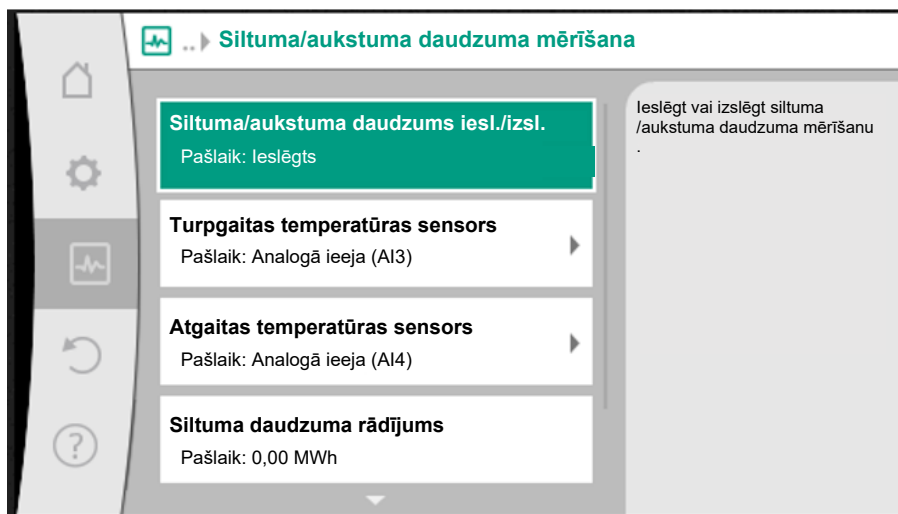 .. Siltuma/aukstuma daudzuma mērīšana
Siltuma/aukstuma daudzums iesl./izsl.
Pašlaik: Ieslēgts
Turpgaitas temperatūras sensors
Pašlaik: Analogā ieeja (AI3)
Atgaitas temperatūras sensors
Pašlaik: Analogā ieeja (AI4)
Siltuma daudzuma rādījums
Pašlaik: 0,00 MWh
Ieslēgt vai izslēgt siltuma
/aukstuma daudzuma mērīšanu
.
?